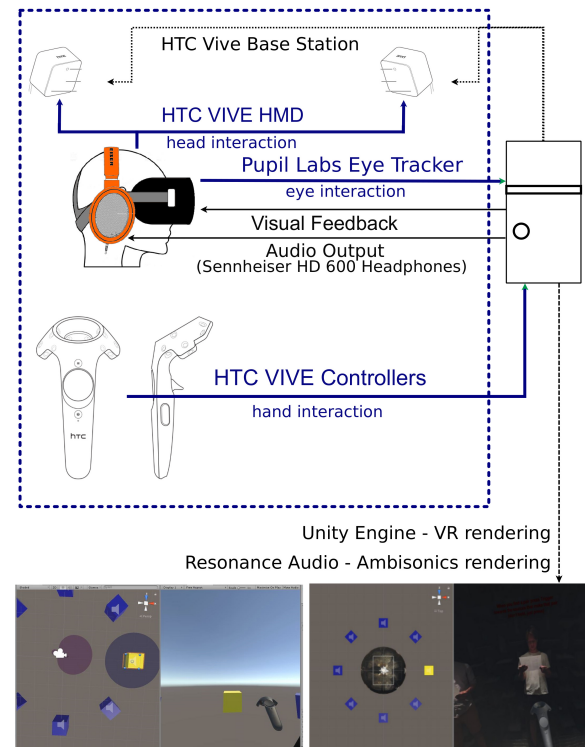 HTC Vive Base Station
HTC VIVE HMD
head interaction
Pupil Labs Eye Tracker
eye interaction
Visual Feedback
Audio Output
(Sennheiser HD 600 Headphones)
HTC VIVE Controllers
hand interaction
hTC
Unity Engine - VR rendering
Resonance Audio - Ambisonics rendering